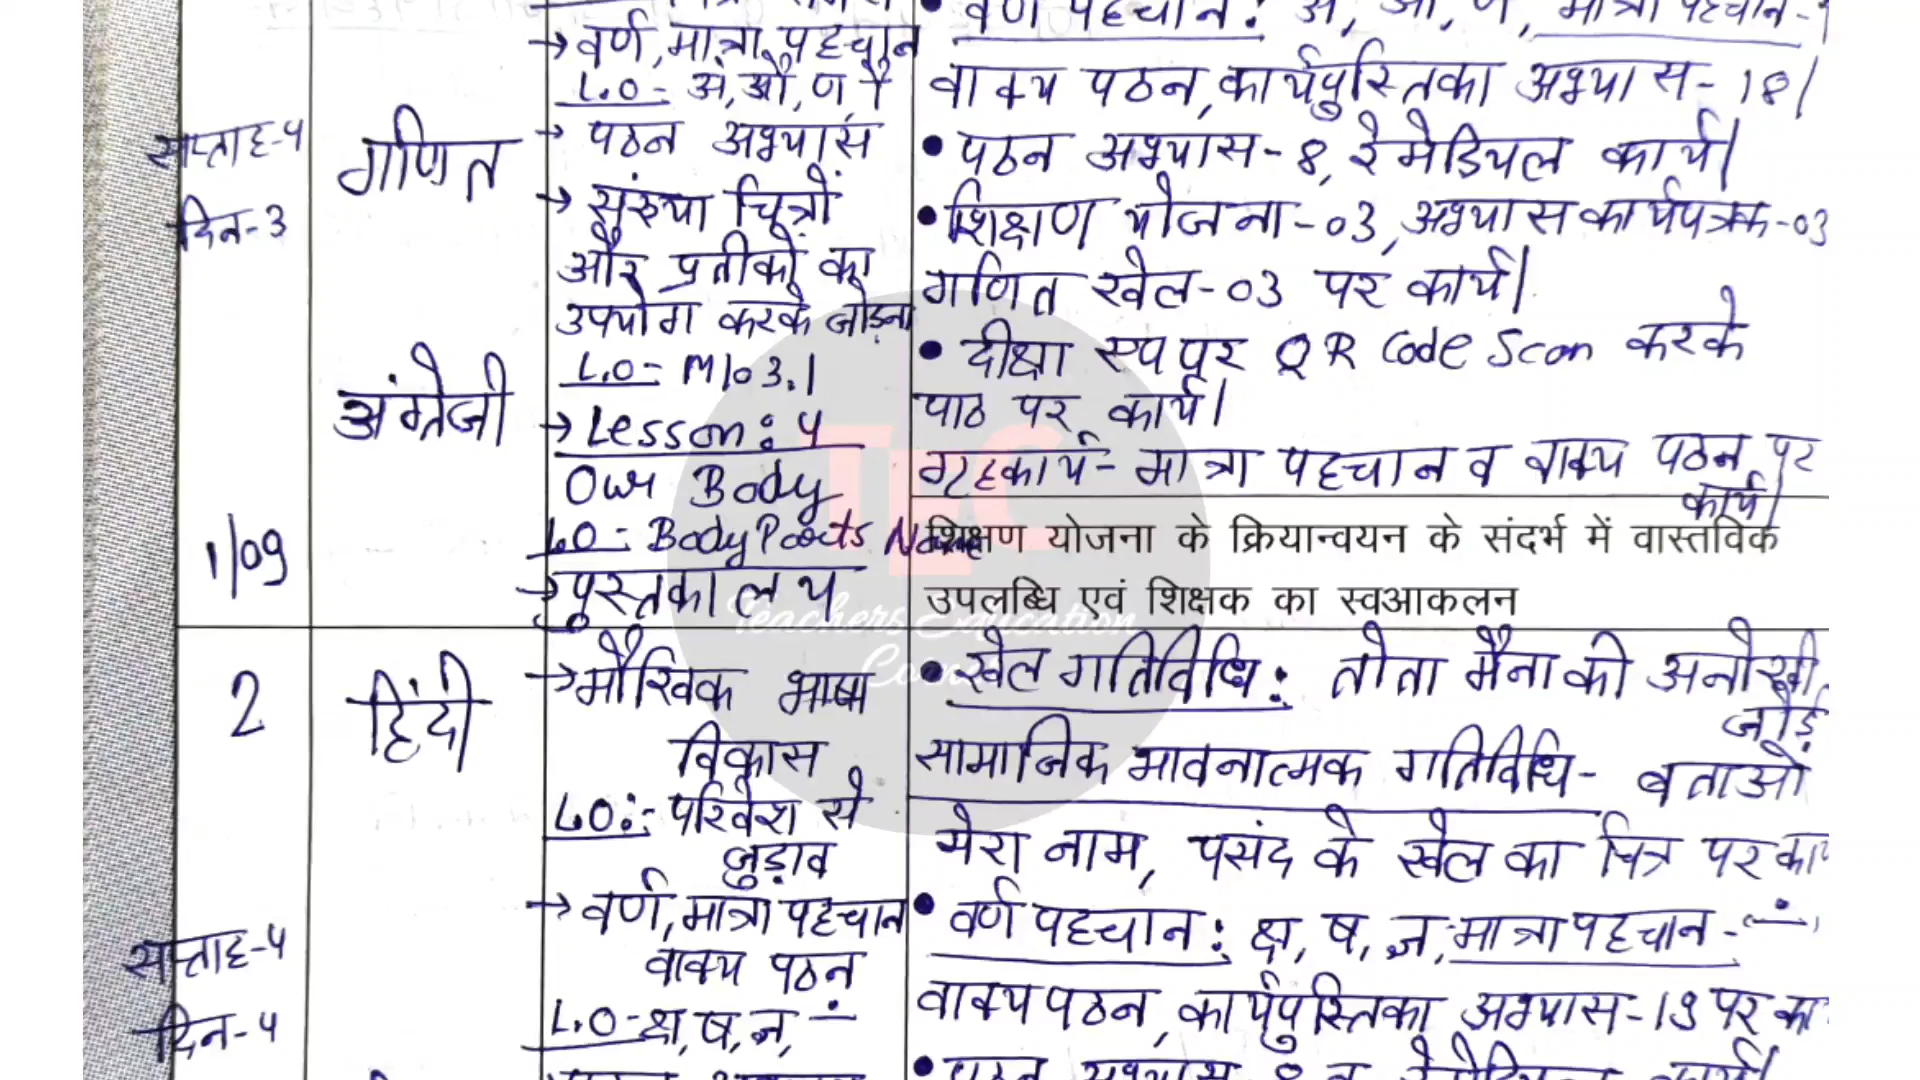 → वर्ण, मात्रा पहचान
L.O- अं, औ, ण ै
→ पठन अभ्यास
→ संख्या चित्रों
और प्रतीकों का
उपयोग करके जोड़ना
L.O- M103.1
→ Lesson: 4
Our Body
LO:- Body Parts Name
→ पुस्तकालय
सप्ताह-4
दिन-3
1/09
गणित
अंग्रेजी
वाक्य पठन, कार्यपुस्तिका अभ्यास-18।
• पठन अभ्यास-8, रेमेडियल कार्य।
• शिक्षण योजना-03, अभ्यास कार्यपत्रक-03
गणित खेल-03 पर कार्य।
• दीक्षा एप पर QR Code Scan करके
पाठ पर कार्य।
गृहकार्य- मात्रा पहचान व वाक्य पठन पर
कार्य।
शिक्षण योजना के क्रियान्वयन के संदर्भ में वास्तविक
उपलब्धि एवं शिक्षक का स्वआकलन
TLC
Teachers Education
2
सप्ताह-4
दिन-4
हिंदी
→ मौखिक भाषा
विकास
LO:- परिवेश से
जुड़ाव
→ वर्ण, मात्रा पहचान
वाक्य पठन
L.O- क्ष, ष,
• खेल गतिविधि: तोता मैना की अनोखी
जोड़ी
सामाजिक भावनात्मक गतिविधि- बताओ
मेरा नाम, पसंद के खेल का चित्र पर
• वर्ण पहचान: क्ष, ष, मात्रा पहचान- ं
वाक्य पठन, कार्यपुस्तिका अभ्यास-19 पर